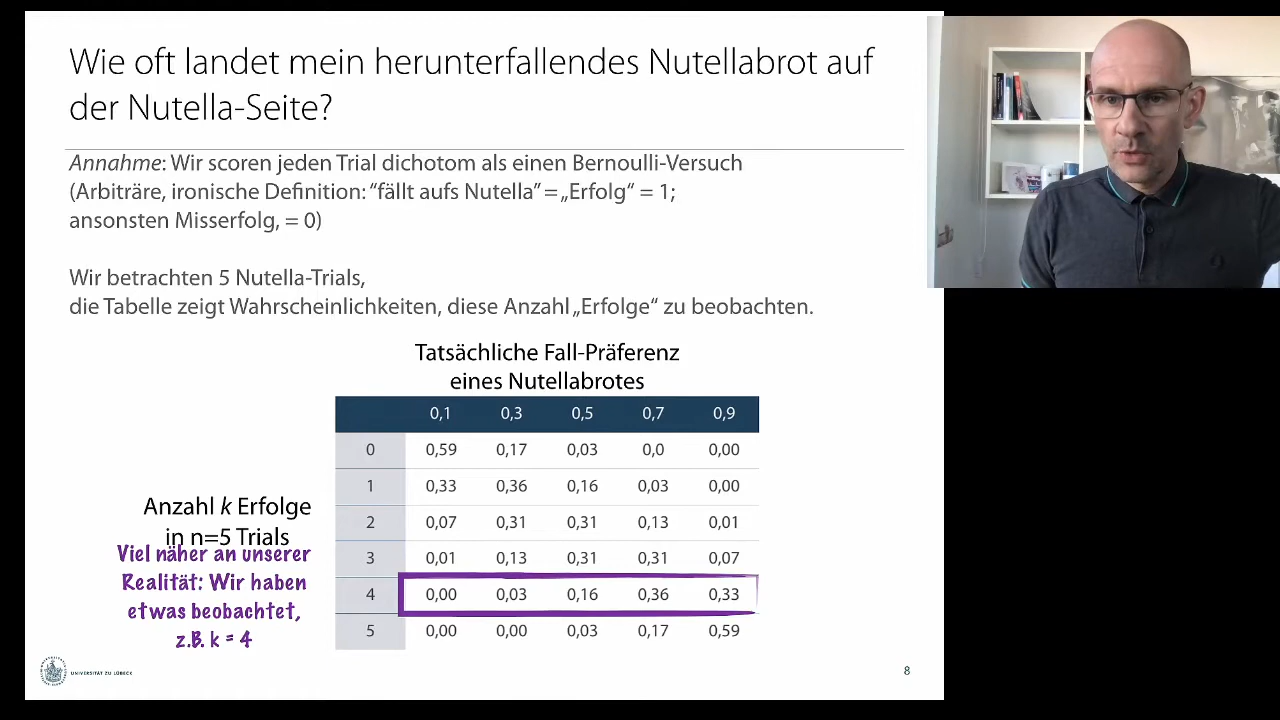 Wie oft landet mein herunterfallendes Nutellabrot auf
der Nutella-Seite?
Annahme: Wir scoren jeden Trial dichotom als einen Bernoulli-Versuch
(Arbiträre, ironische Definition: “fällt aufs Nutella” = „Erfolg“ = 1;
ansonsten Misserfolg, = 0)
Wir betrachten 5 Nutella-Trials,
die Tabelle zeigt Wahrscheinlichkeiten, diese Anzahl „Erfolge“ zu beobachten.
Tatsächliche Fall-Präferenz
eines Nutellabrotes
0,1 0,3 0,5 0,7 0,9
0 0,59 0,17 0,03 0,0 0,00
1 0,33 0,36 0,16 0,03 0,00
2 0,07 0,31 0,31 0,13 0,01
3 0,01 0,13 0,31 0,31 0,07
4 0,00 0,03 0,16 0,36 0,33
5 0,00 0,00 0,03 0,17 0,59
Anzahl k Erfolge
in n=5 Trials
Viel näher an unserer
Realität: Wir haben
etwas beobachtet,
z.B. k = 4
UNIVERSITÄT ZU LÜBECK
8